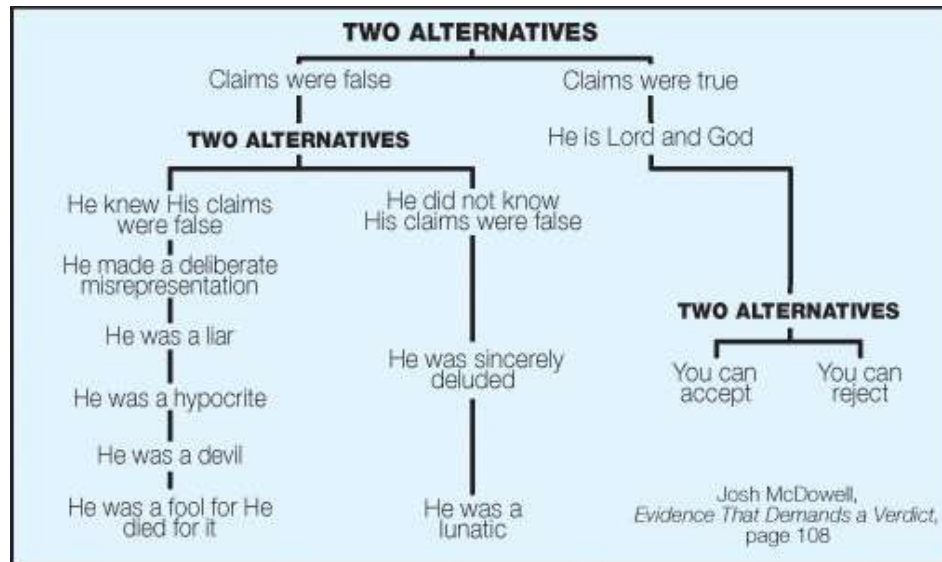 TWO ALTERNATIVES
Claims were false
Claims were true
TWO ALTERNATIVES
He is Lord and God
He knew His claims
were false
He did not know
His claims were false
He made a deliberate
misrepresentation
He was a liar
He was sincerely
deluded
He was a hypocrite
He was a devil
He was a fool for He
died for it
He was a
lunatic
TWO ALTERNATIVES
You can
accept
You can
reject
Josh McDowell,
Evidence That Demands a Verdict,
page 108